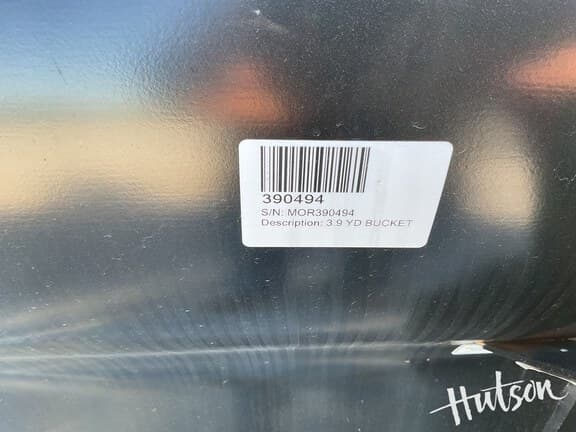 390494
S/N: MOR390494
Description: 3.9 YD BUCKET
Hutson